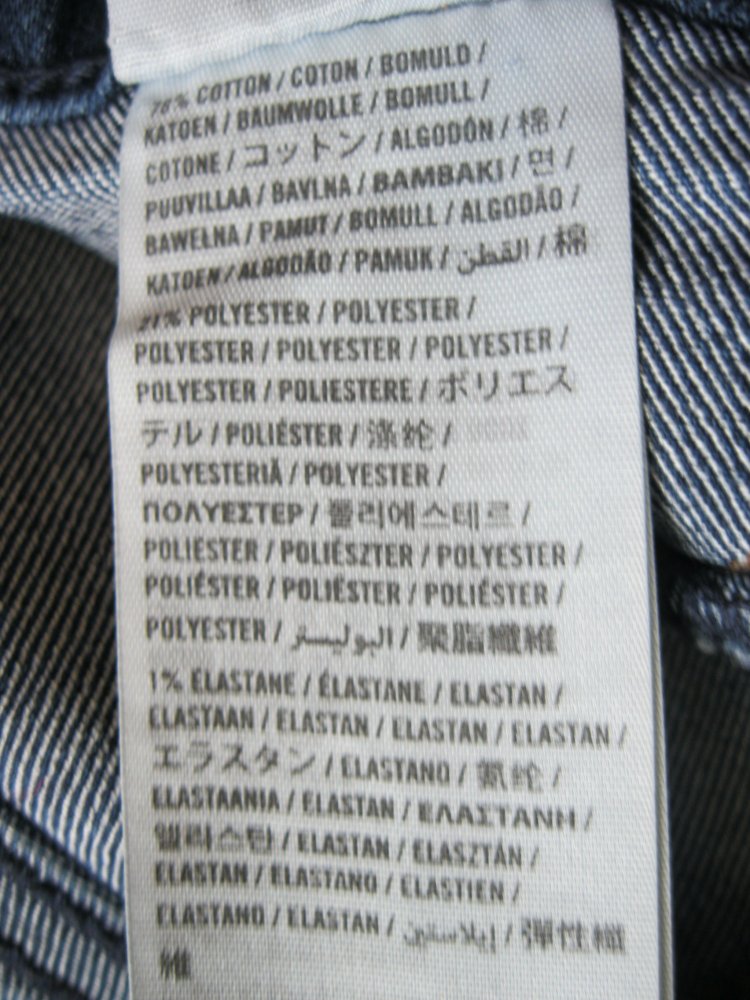 78% COTTON / COTON / BOMULD /
KATOEN / BAUMWOLLE / BOMULL /
COTONE / コットン / ALGODÓN / 棉 /
PUUVILLAA / BAVLNA / BAMBAKI / 면 /
BAWEŁNA / PAMUT / BOMULL / ALGODÃO /
KATOEN / ALGODÃO / PAMUK / القطن / 棉
21% POLYESTER / POLYESTER /
POLYESTER / POLYESTER / POLYESTER /
POLYESTER / POLIESTERE / ポリエス
テル / POLIÉSTER / 涤纶 /
POLYESTERIÄ / POLYESTER /
ΠΟΛΥΕΣΤΕΡ / 폴리에스테르 /
POLIESTER / POLIÉSZTER / POLYESTER /
POLIÉSTER / POLIËSTER / POLIÉSTER /
POLYESTER / البوليستر / 聚脂纖維
1% ELASTANE / ÉLASTANE / ELASTAN /
ELASTAAN / ELASTAN / ELASTAN / ELASTAN /
エラスタン / ELASTANO / 氨纶 /
ELASTAANIA / ELASTAN / ΕΛΑΣΤΑΝΗ /
엘라스탄 / ELASTAN / ELASZTÁN /
ELASTAN / ELASTANO / ELASTIEN /
ELASTANO / ELASTAN / إيلاستين / 彈性纖
維